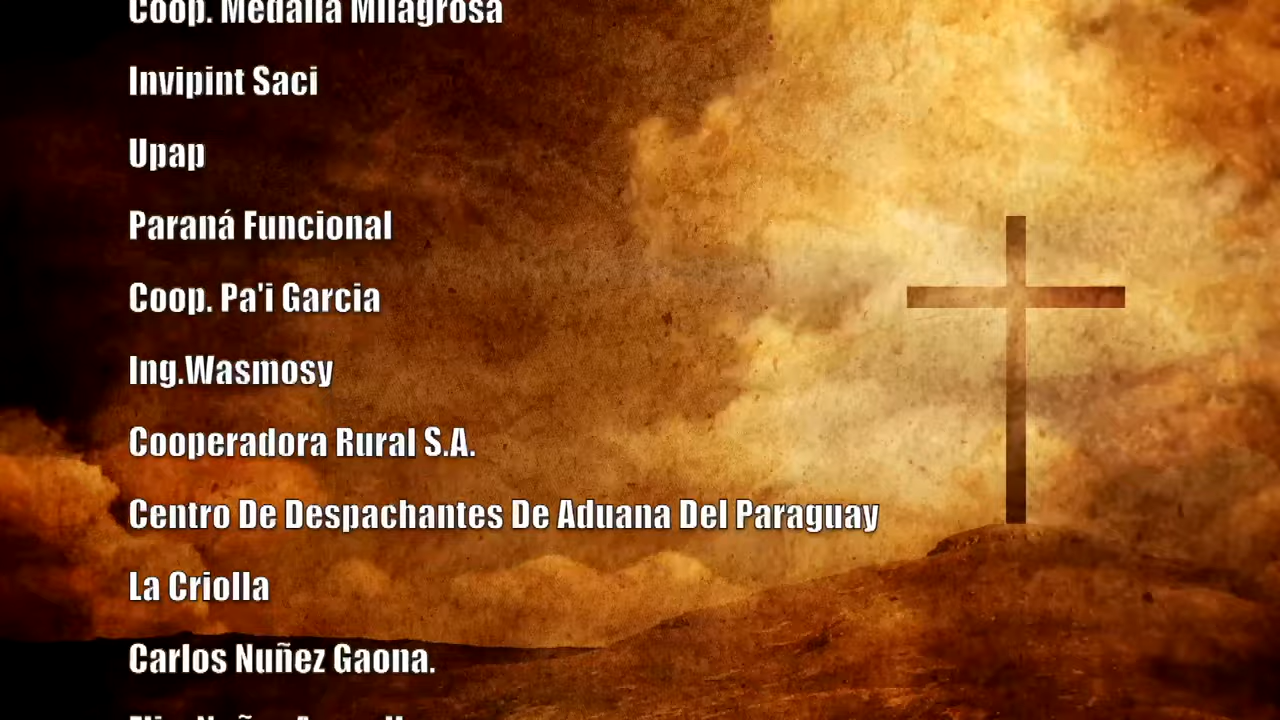 Coop. Medalla Milagrosa
Invipint Saci
Upap
Paraná Funcional
Coop. Pa'i Garcia
Ing.Wasmosy
Cooperadora Rural S.A.
Centro De Despachantes De Aduana Del Paraguay
La Criolla
Carlos Nuñez Gaona.